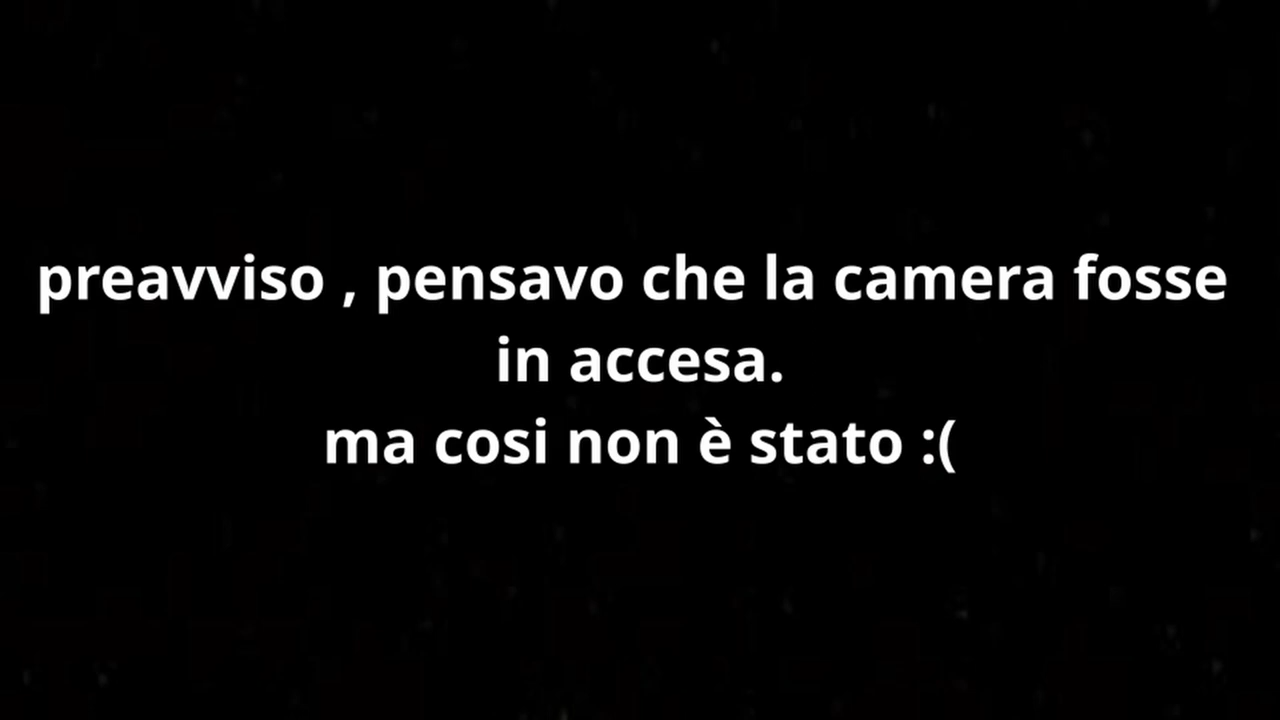 preavviso , pensavo che la camera fosse
in accesa.
ma cosi non è stato :(